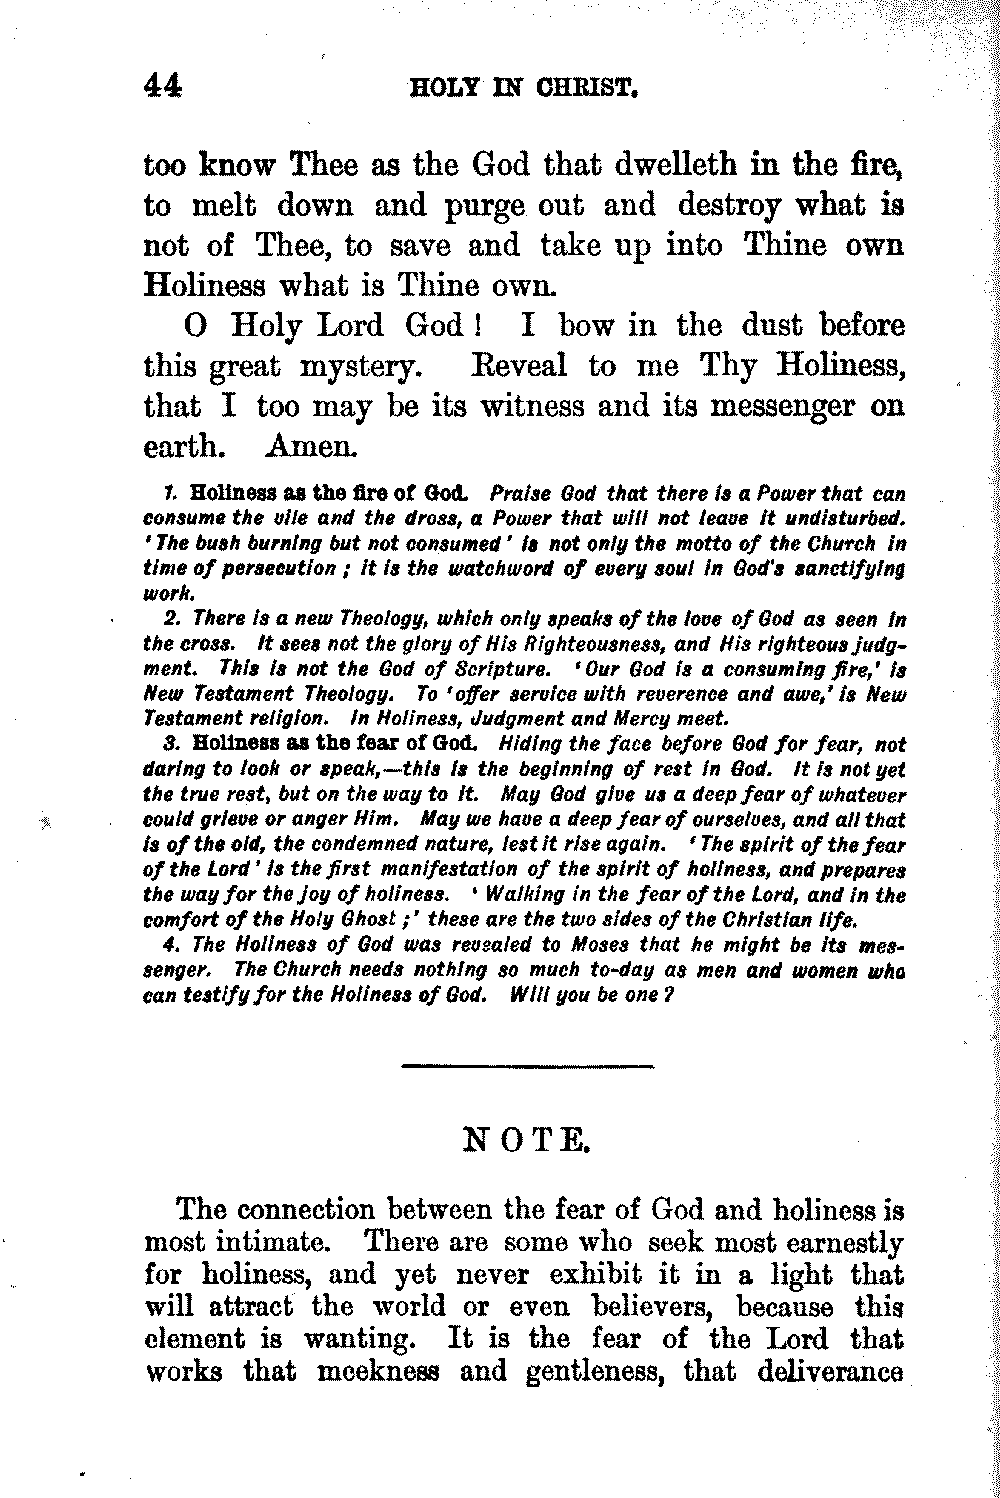 44 HOLY IN CHRIST.
too know Thee as the God that dwelleth in the fire,
to melt down and purge out and destroy what is
not of Thee, to save and take up into Thine own
Holiness what is Thine own.
O Holy Lord God! I bow in the dust before
this great mystery. Reveal to me Thy Holiness,
that I too may be its witness and its messenger on
earth. Amen.
1. Holiness as the fire of God. Praise God that there is a Power that can
consume the vile and the dross, a Power that will not leave it undisturbed.
'The bush burning but not consumed' is not only the motto of the Church in
time of persecution; it is the watchword of every soul in God's sanctifying
work.
2. There is a new Theology, which only speaks of the love of God as seen in
the cross. It sees not the glory of His Righteousness, and His righteous judg-
ment. This is not the God of Scripture. 'Our God is a consuming fire,' is
New Testament Theology. To 'offer service with reverence and awe,' is New
Testament religion. In Holiness, Judgment and Mercy meet.
3. Holiness as the fear of God. Hiding the face before God for fear, not
daring to look or speak,—this is the beginning of rest in God. It is not yet
the true rest, but on the way to it. May God give us a deep fear of whatever
could grieve or anger Him. May we have a deep fear of ourselves, and all that
is of the old, the condemned nature, lest it rise again. 'The spirit of the fear
of the Lord' is the first manifestation of the spirit of holiness, and prepares
the way for the joy of holiness. 'Walking in the fear of the Lord, and in the
comfort of the Holy Ghost;' these are the two sides of the Christian life.
4. The Holiness of God was revealed to Moses that he might be its mes-
senger. The Church needs nothing so much to-day as men and women who
can testify for the Holiness of God. Will you be one?
NOTE.
The connection between the fear of God and holiness is
most intimate. There are some who seek most earnestly
for holiness, and yet never exhibit it in a light that
will attract the world or even believers, because this
element is wanting. It is the fear of the Lord that
works that meekness and gentleness, that deliverance